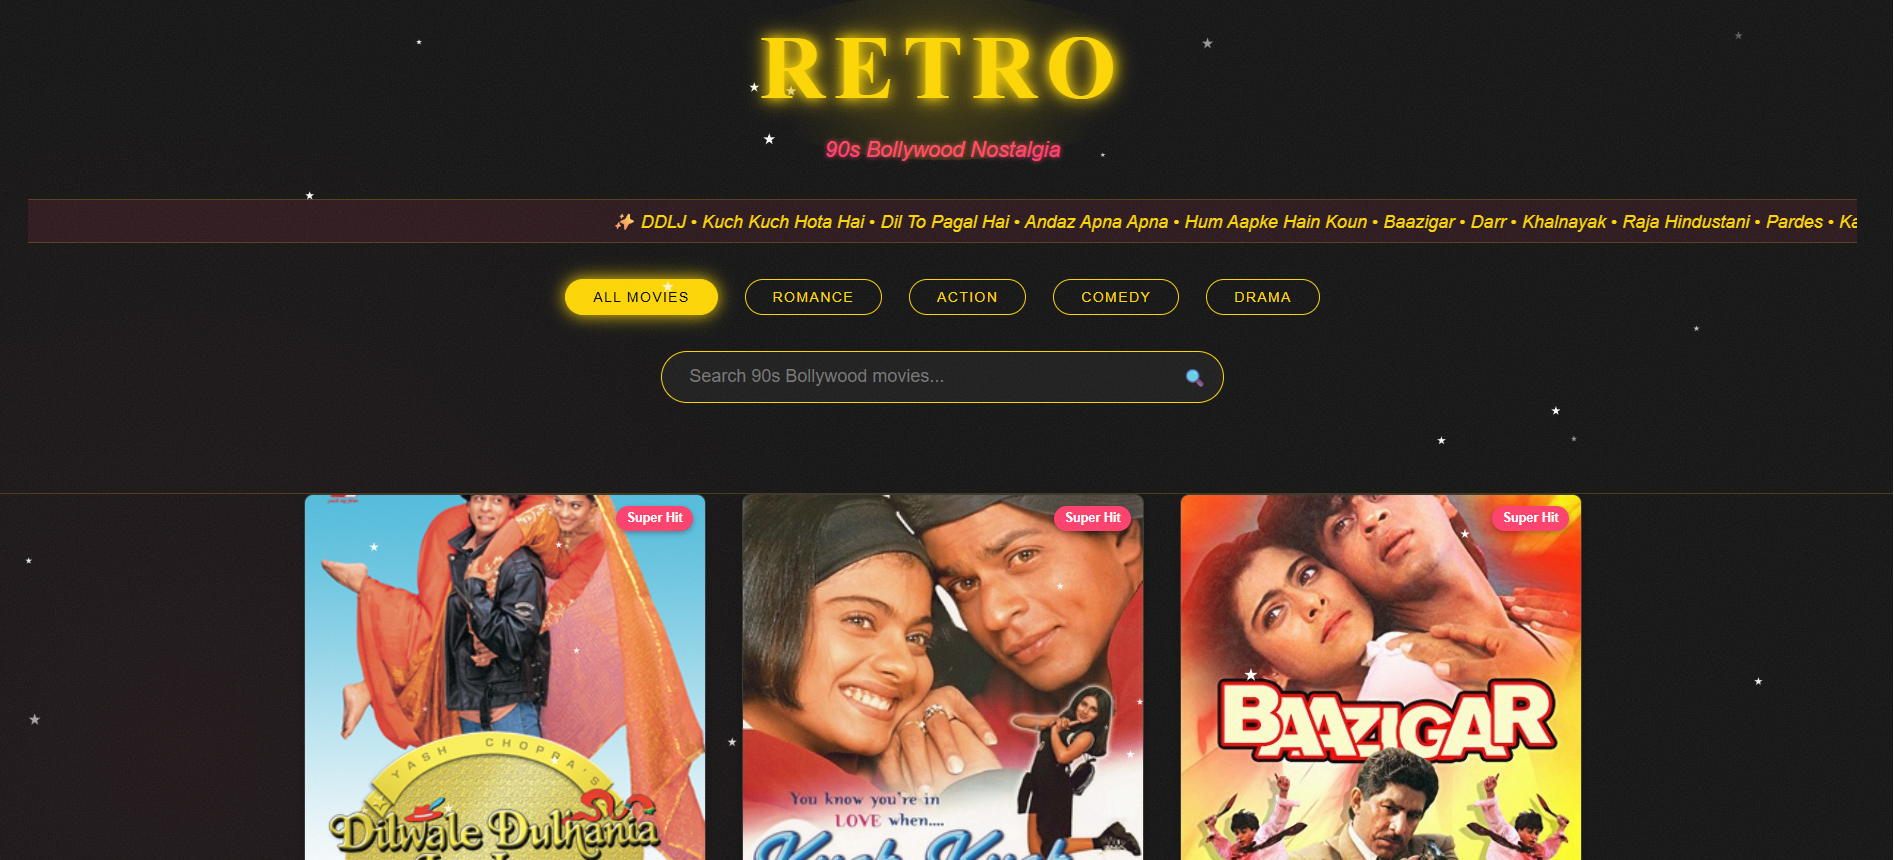 RETRO
90s Bollywood Nostalgia
✨ DDLJ • Kuch Kuch Hota Hai • Dil To Pagal Hai • Andaz Apna Apna • Hum Aapke Hain Koun • Baazigar • Darr • Khalnayak • Raja Hindustani • Pardes • Ka
ALL MOVIES
ROMANCE
ACTION
COMEDY
DRAMA
Search 90s Bollywood movies...
Super Hit
YASH CHOPRA'S
Dilwale Dulhania
Super Hit
You know you're in
LOVE when....
Kuch Kuch
Super Hit
BAAZIGAR